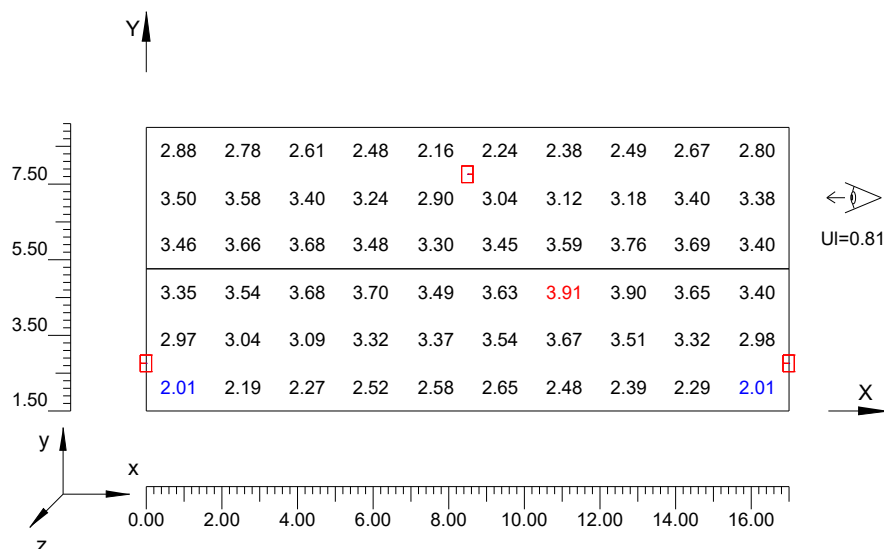 Y
2.88 2.78 2.61 2.48 2.16 2.24 2.38 2.49 2.67 2.80
7.50
3.50 3.58 3.40 3.24 2.90 3.04 3.12 3.18 3.40 3.38
Ul=0.81
5.50
3.46 3.66 3.68 3.48 3.30 3.45 3.59 3.76 3.69 3.40
3.35 3.54 3.68 3.70 3.49 3.63 3.91 3.90 3.65 3.40
3.50
2.97 3.04 3.09 3.32 3.37 3.54 3.67 3.51 3.32 2.98
2.01 2.19 2.27 2.52 2.58 2.65 2.48 2.39 2.29 2.01
1.50
X
y
x
z
0.00 2.00 4.00 6.00 8.00 10.00 12.00 14.00 16.00